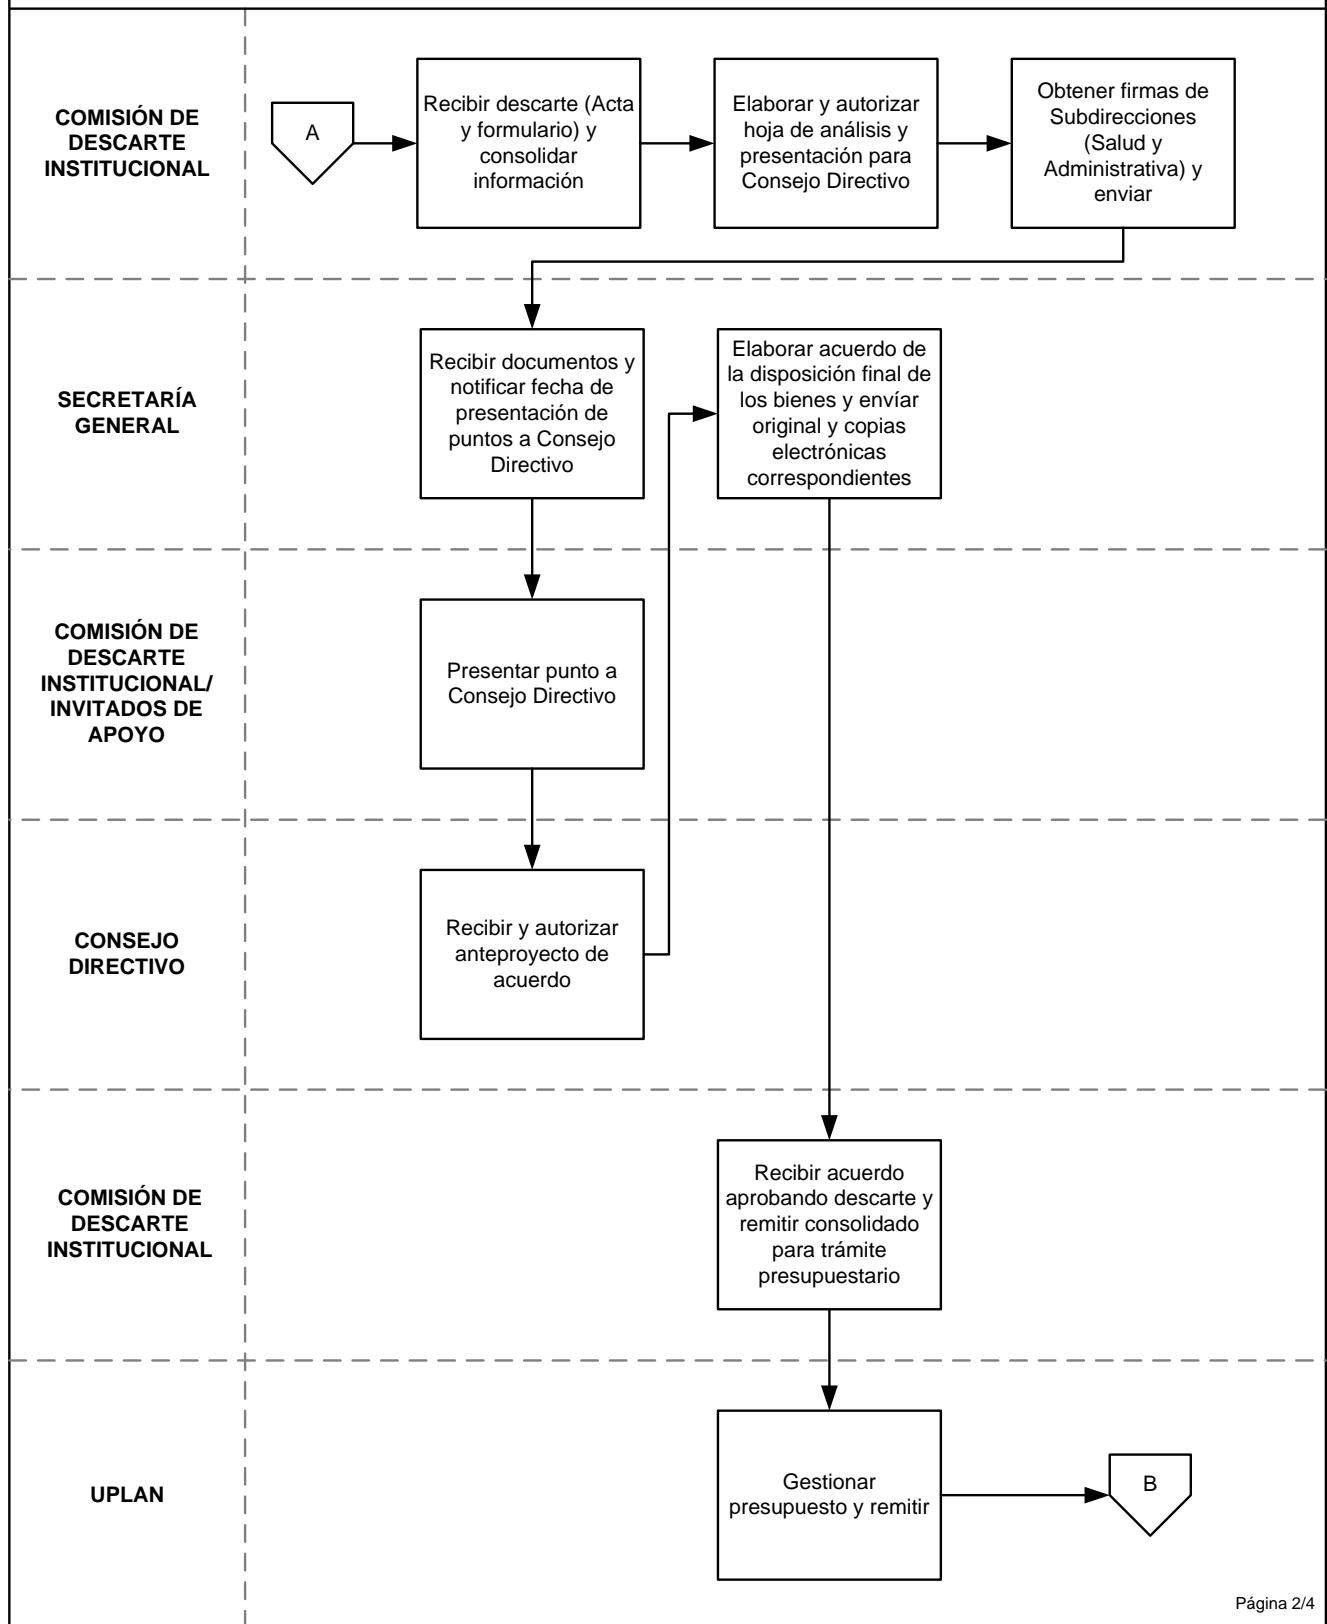 COMISIÓN DE
DESCARTE
INSTITUCIONAL
A
Recibir descarte (Acta
y formulario) y
consolidar
información
Elaborar y autorizar
hoja de análisis y
presentación para
Consejo Directivo
Obtener firmas de
Subdirecciones
(Salud y
Administrativa) y
enviar
SECRETARÍA
GENERAL
Recibir documentos y
notificar fecha de
presentación de
puntos a Consejo
Directivo
Elaborar acuerdo de
la disposición final de
los bienes y envíar
original y copias
electrónicas
correspondientes
COMISIÓN DE
DESCARTE
INSTITUCIONAL/
INVITADOS DE
APOYO
Presentar punto a
Consejo Directivo
CONSEJO
DIRECTIVO
Recibir y autorizar
anteproyecto de
acuerdo
COMISIÓN DE
DESCARTE
INSTITUCIONAL
Recibir acuerdo
aprobando descarte y
remitir consolidado
para trámite
presupuestario
UPLAN
Gestionar
presupuesto y remitir
B
Página 2/4